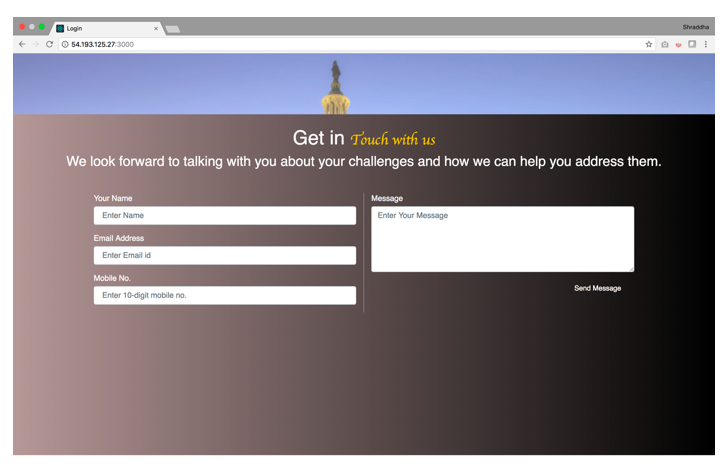 Login
Shraddha
54.193.125.27:3000
Get in Touch with us
We look forward to talking with you about your challenges and how we can help you address them.
Your Name
Enter Name
Email Address
Enter Email id
Mobile No.
Enter 10-digit mobile no.
Message
Enter Your Message
Send Message